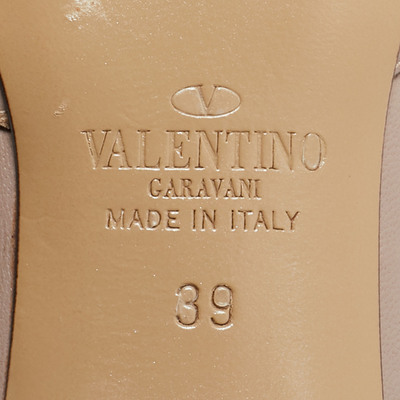 V
VALENTINO
GARAVANI
MADE IN ITALY
39